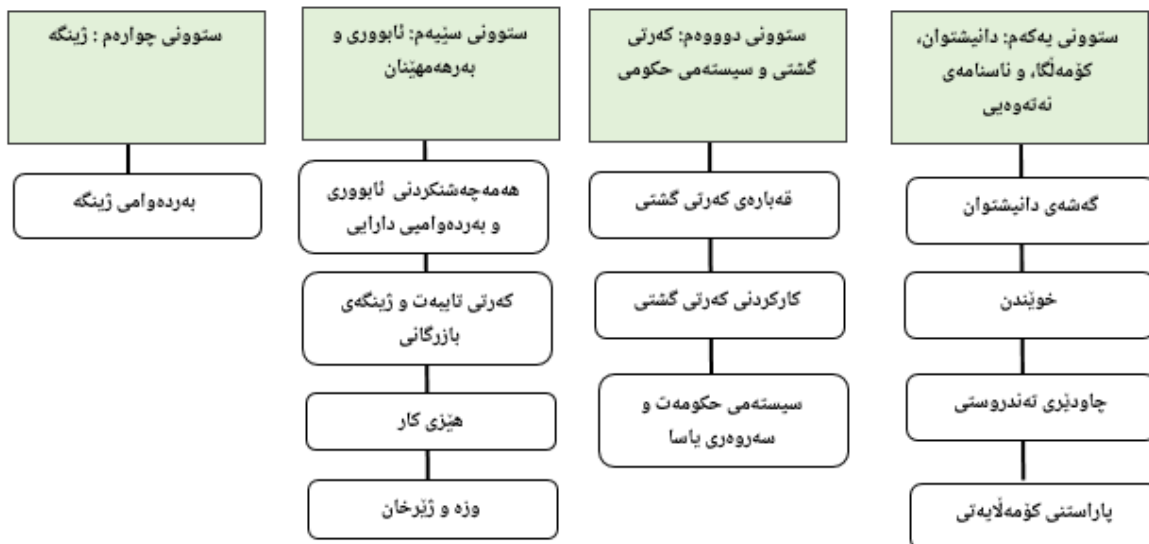 ستوونی یەکەم: دانیشتوان،
کۆمەڵگا، و ناسنامەی
نەتەوەیی
گەشەی دانیشتوان
خوێندن
چاودێری تەندروستی
پاراستنی کۆمەڵایەتی
ستوونی دوووەم: کەرتی
گشتی و سیستەمی حکومی
قەبارەی کەرتی گشتی
کارکردنی کەرتی گشتی
سیستەمی حکومەت و
سەروەری یاسا
ستوونی سێیەم: ئابووری و
بەرهەمهێنان
هەمەچەشنکردنی ئابووری
و بەردەوامیی دارایی
کەرتی تایبەت و ژینگەی
بازرگانی
هێزی کار
وزە و ژێرخان
ستوونی چوارەم : ژینگە
بەردەوامی ژینگە